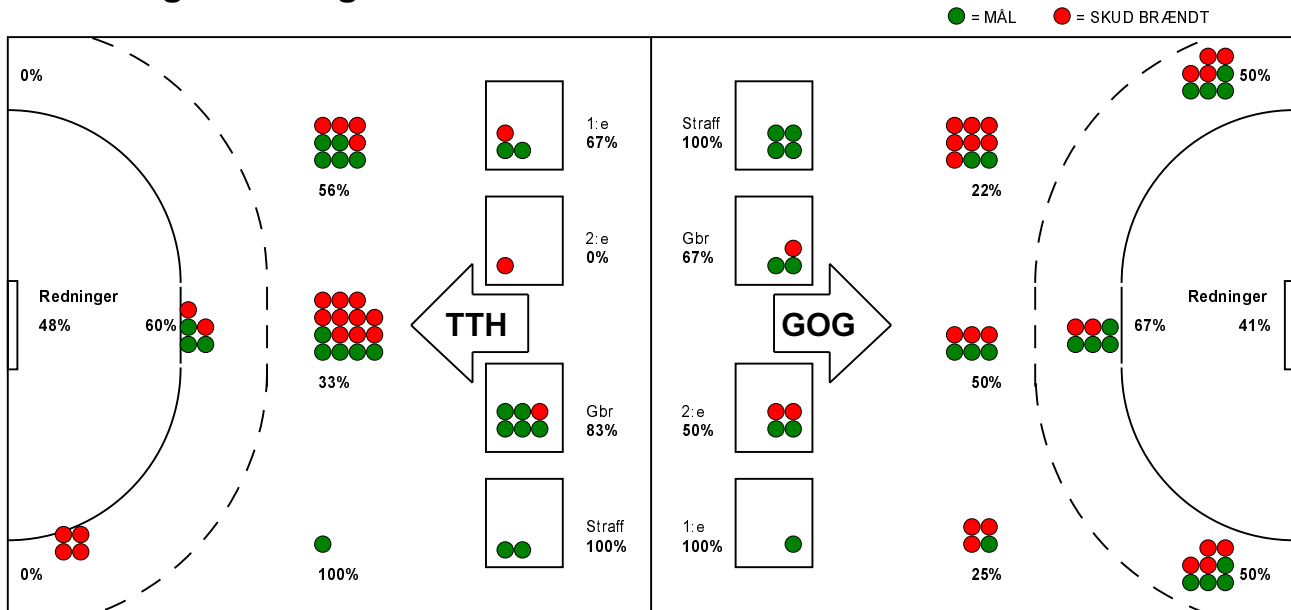 = MÅL = SKUD BRÆNDT
0%
56%
1:e
67%
2:e
0%
Redninger
48%
60%
TTH
33%
Gbr
83%
Straff
100%
0%
100%
Straff
100%
22%
50%
Gbr
67%
GOG
50%
67%
Redninger
41%
2:e
50%
1:e
100%
25%
50%